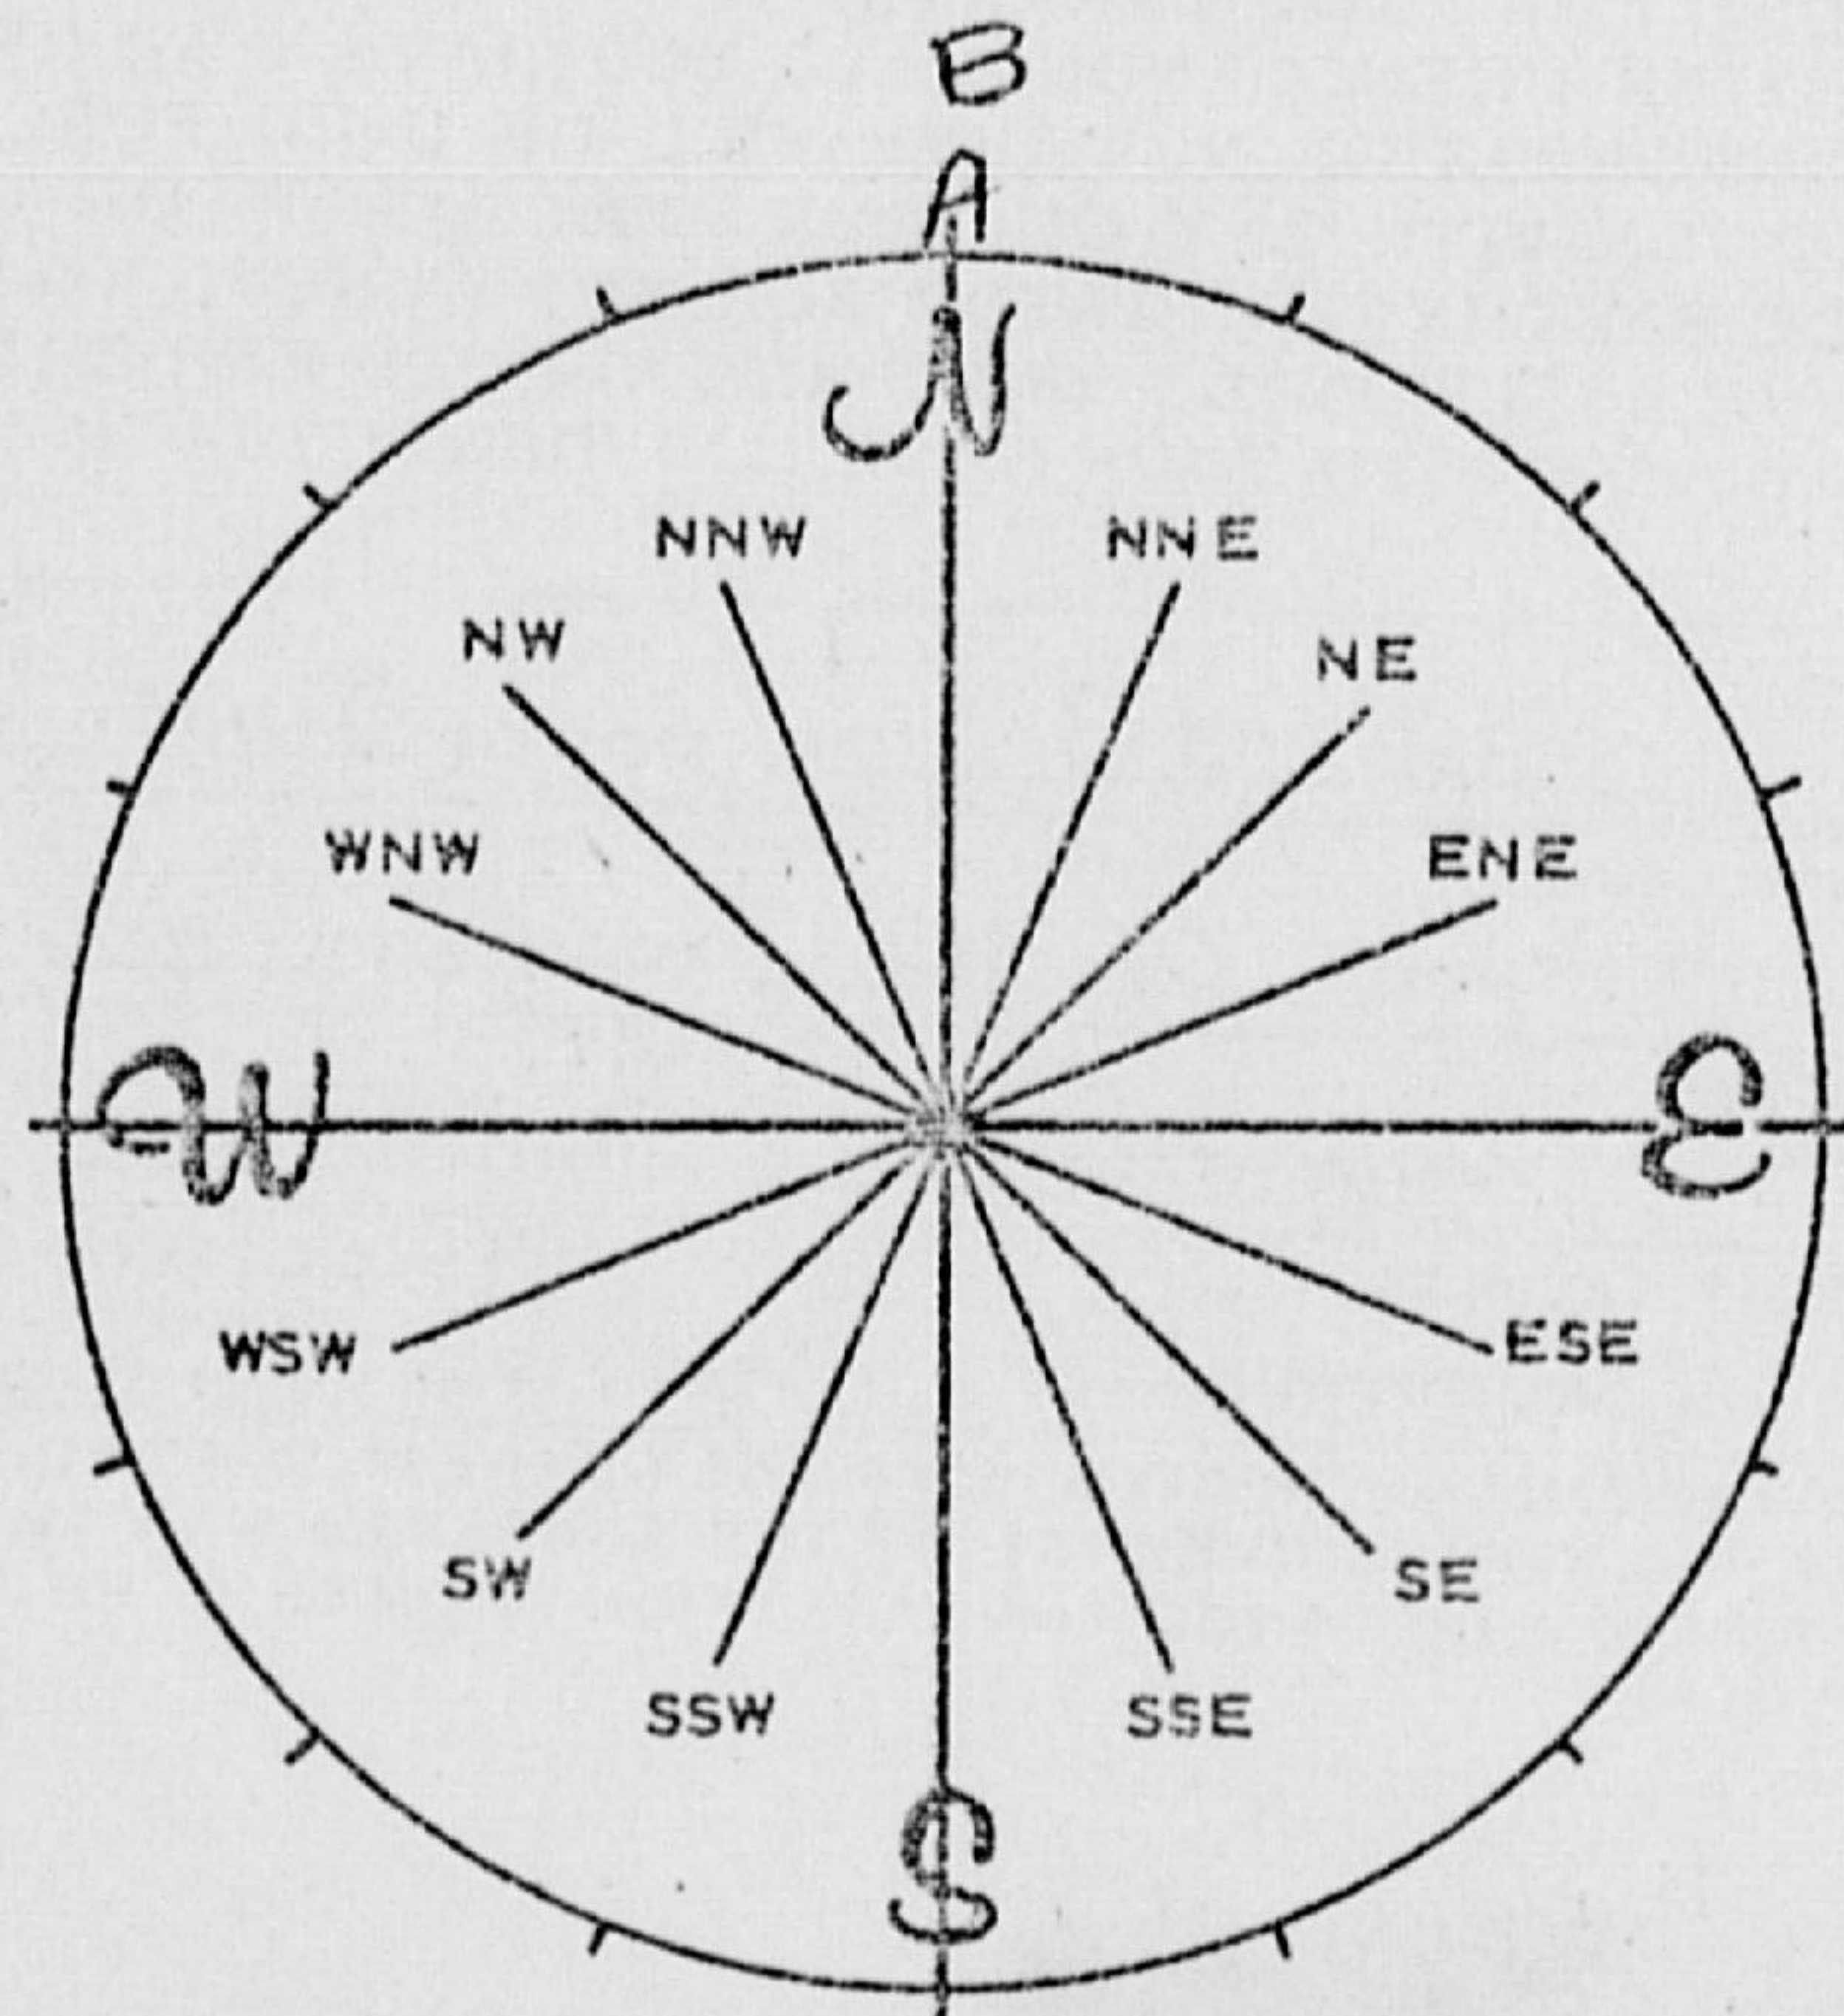 B
A
N
NNW NNE
NW NE
WNW ENE
W E
WSW ESE
SW SE
SSW SSE
S